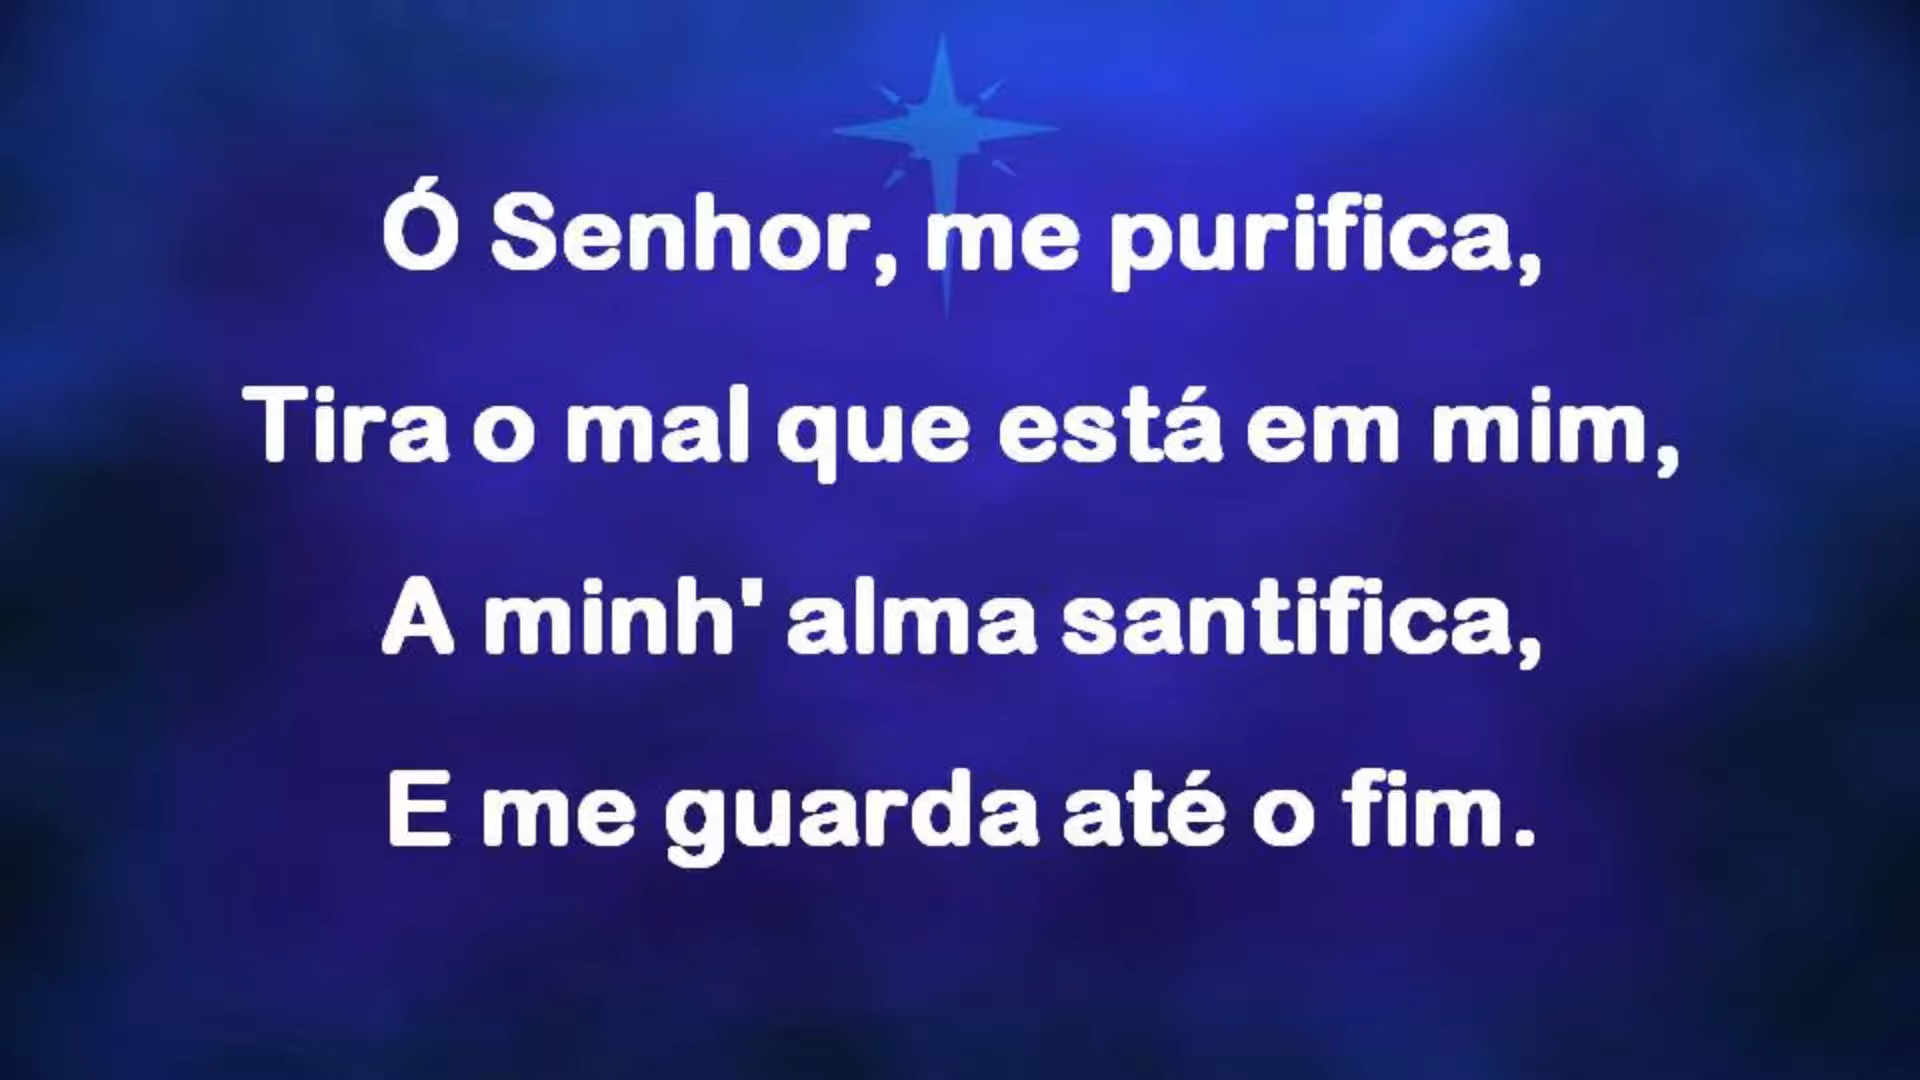 Ó Senhor, me purifica,
Tira o mal que está em mim,
A minh' alma santifica,
E me guarda até o fim.